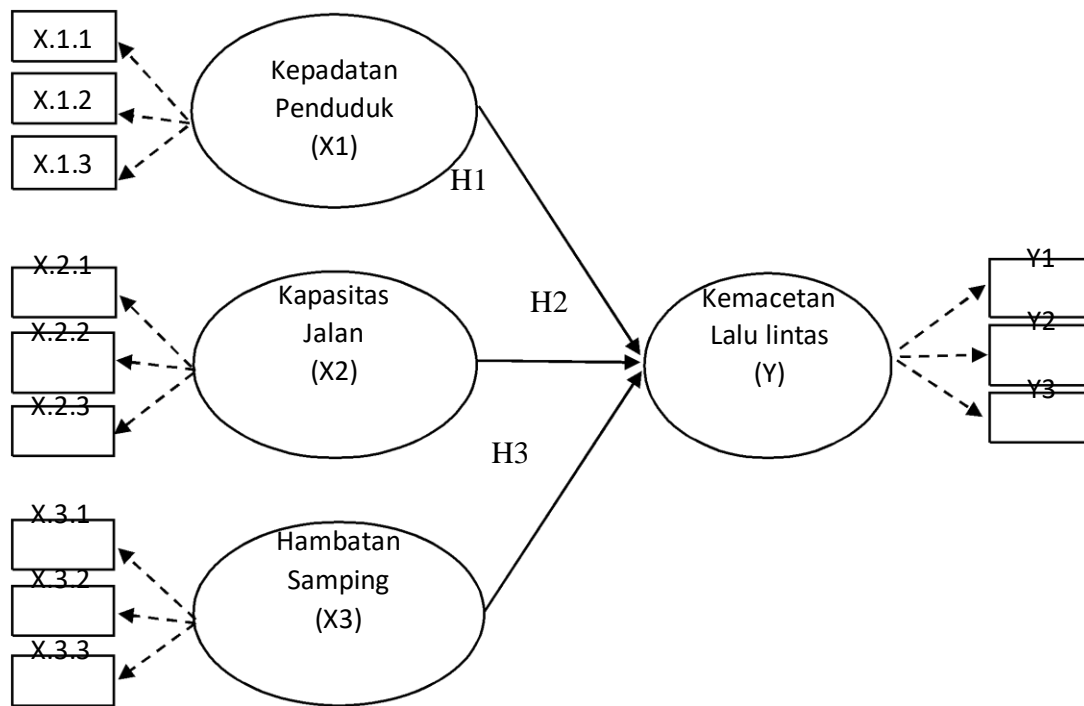 X.1.1
X.1.2
X.1.3
Kepadatan
Penduduk
(X1)
H1
X.2.1
X.2.2
X.2.3
Kapasitas
Jalan
(X2)
H2
Kemacetan
Lalu lintas
(Y)
Y1
Y2
Y3
H3
X.3.1
X.3.2
X.3.3
Hambatan
Samping
(X3)